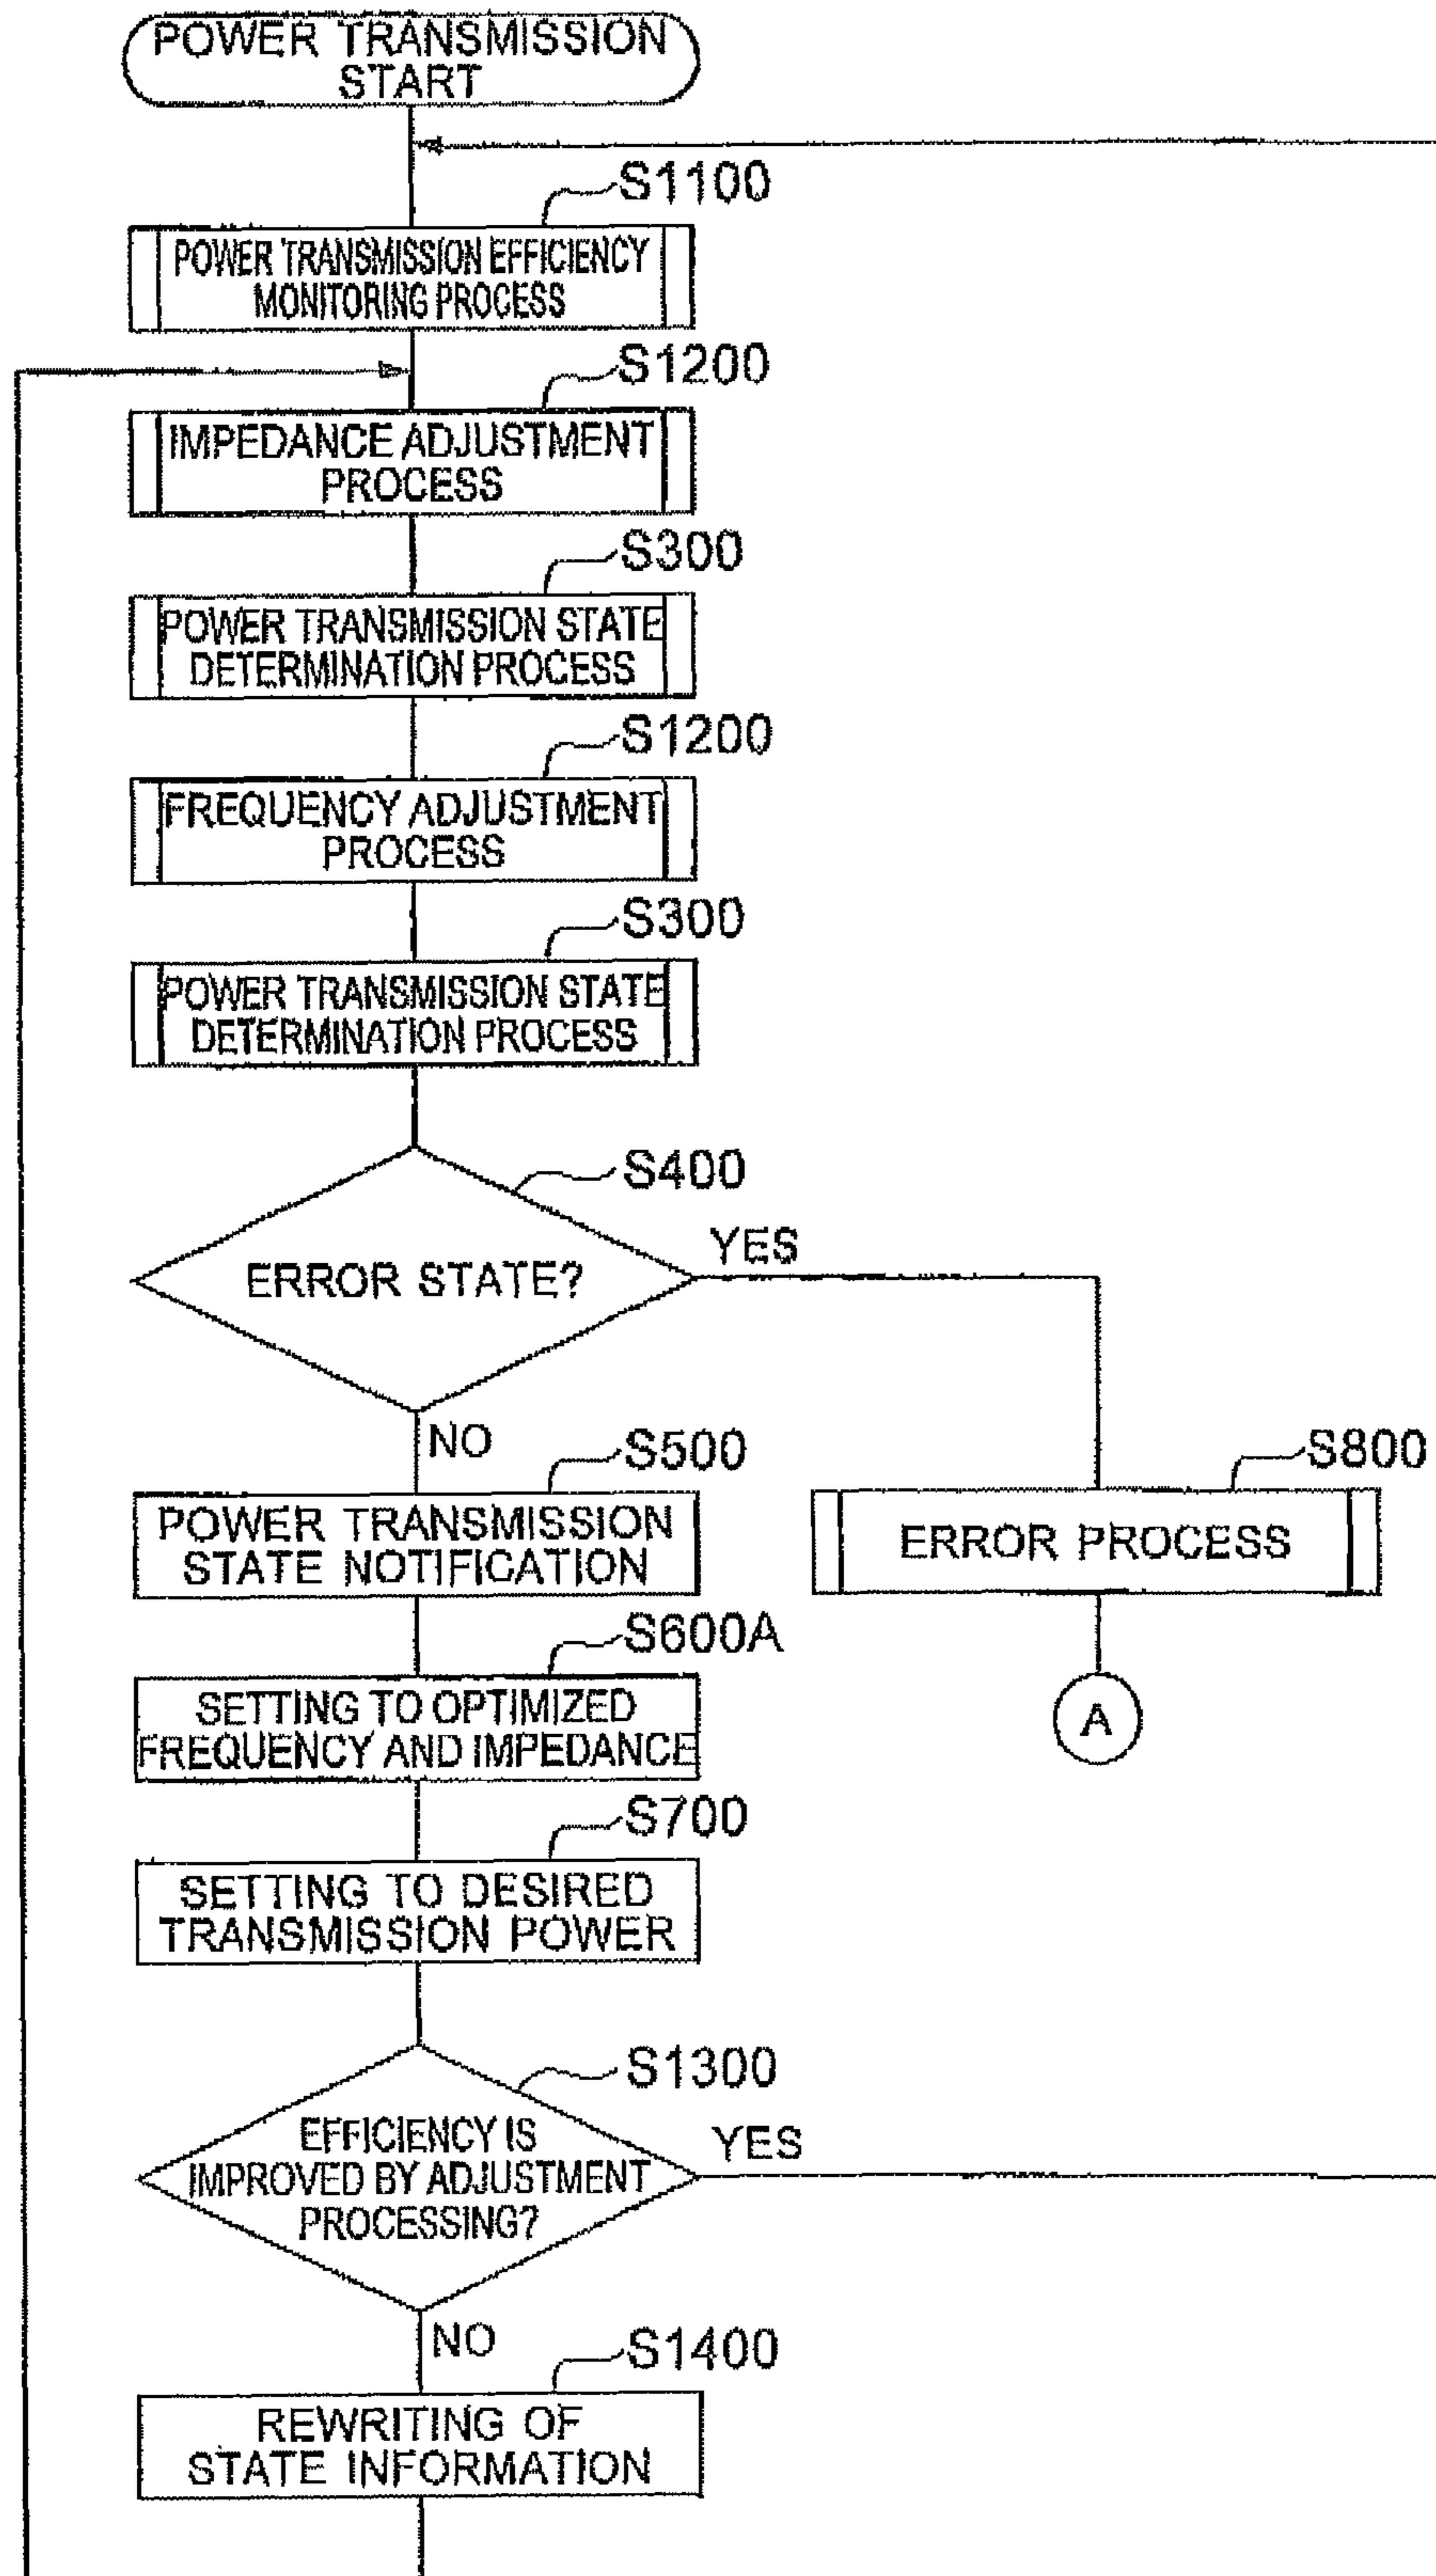 POWER TRANSMISSION
START
S1100
POWER TRANSMISSION EFFICIENCY
MONITORING PROCESS
S1200
IMPEDANCE ADJUSTMENT
PROCESS
S300
POWER TRANSMISSION STATE
DETERMINATION PROCESS
S1200
FREQUENCY ADJUSTMENT
PROCESS
S300
POWER TRANSMISSION STATE
DETERMINATION PROCESS
S400
ERROR STATE?
YES
NO
S500
POWER TRANSMISSION
STATE NOTIFICATION
S800
ERROR PROCESS
S600A
SETTING TO OPTIMIZED
FREQUENCY AND IMPEDANCE
A
S700
SETTING TO DESIRED
TRANSMISSION POWER
S1300
EFFICIENCY IS
IMPROVED BY ADJUSTMENT
PROCESSING?
YES
NO
S1400
REWRITING OF
STATE INFORMATION